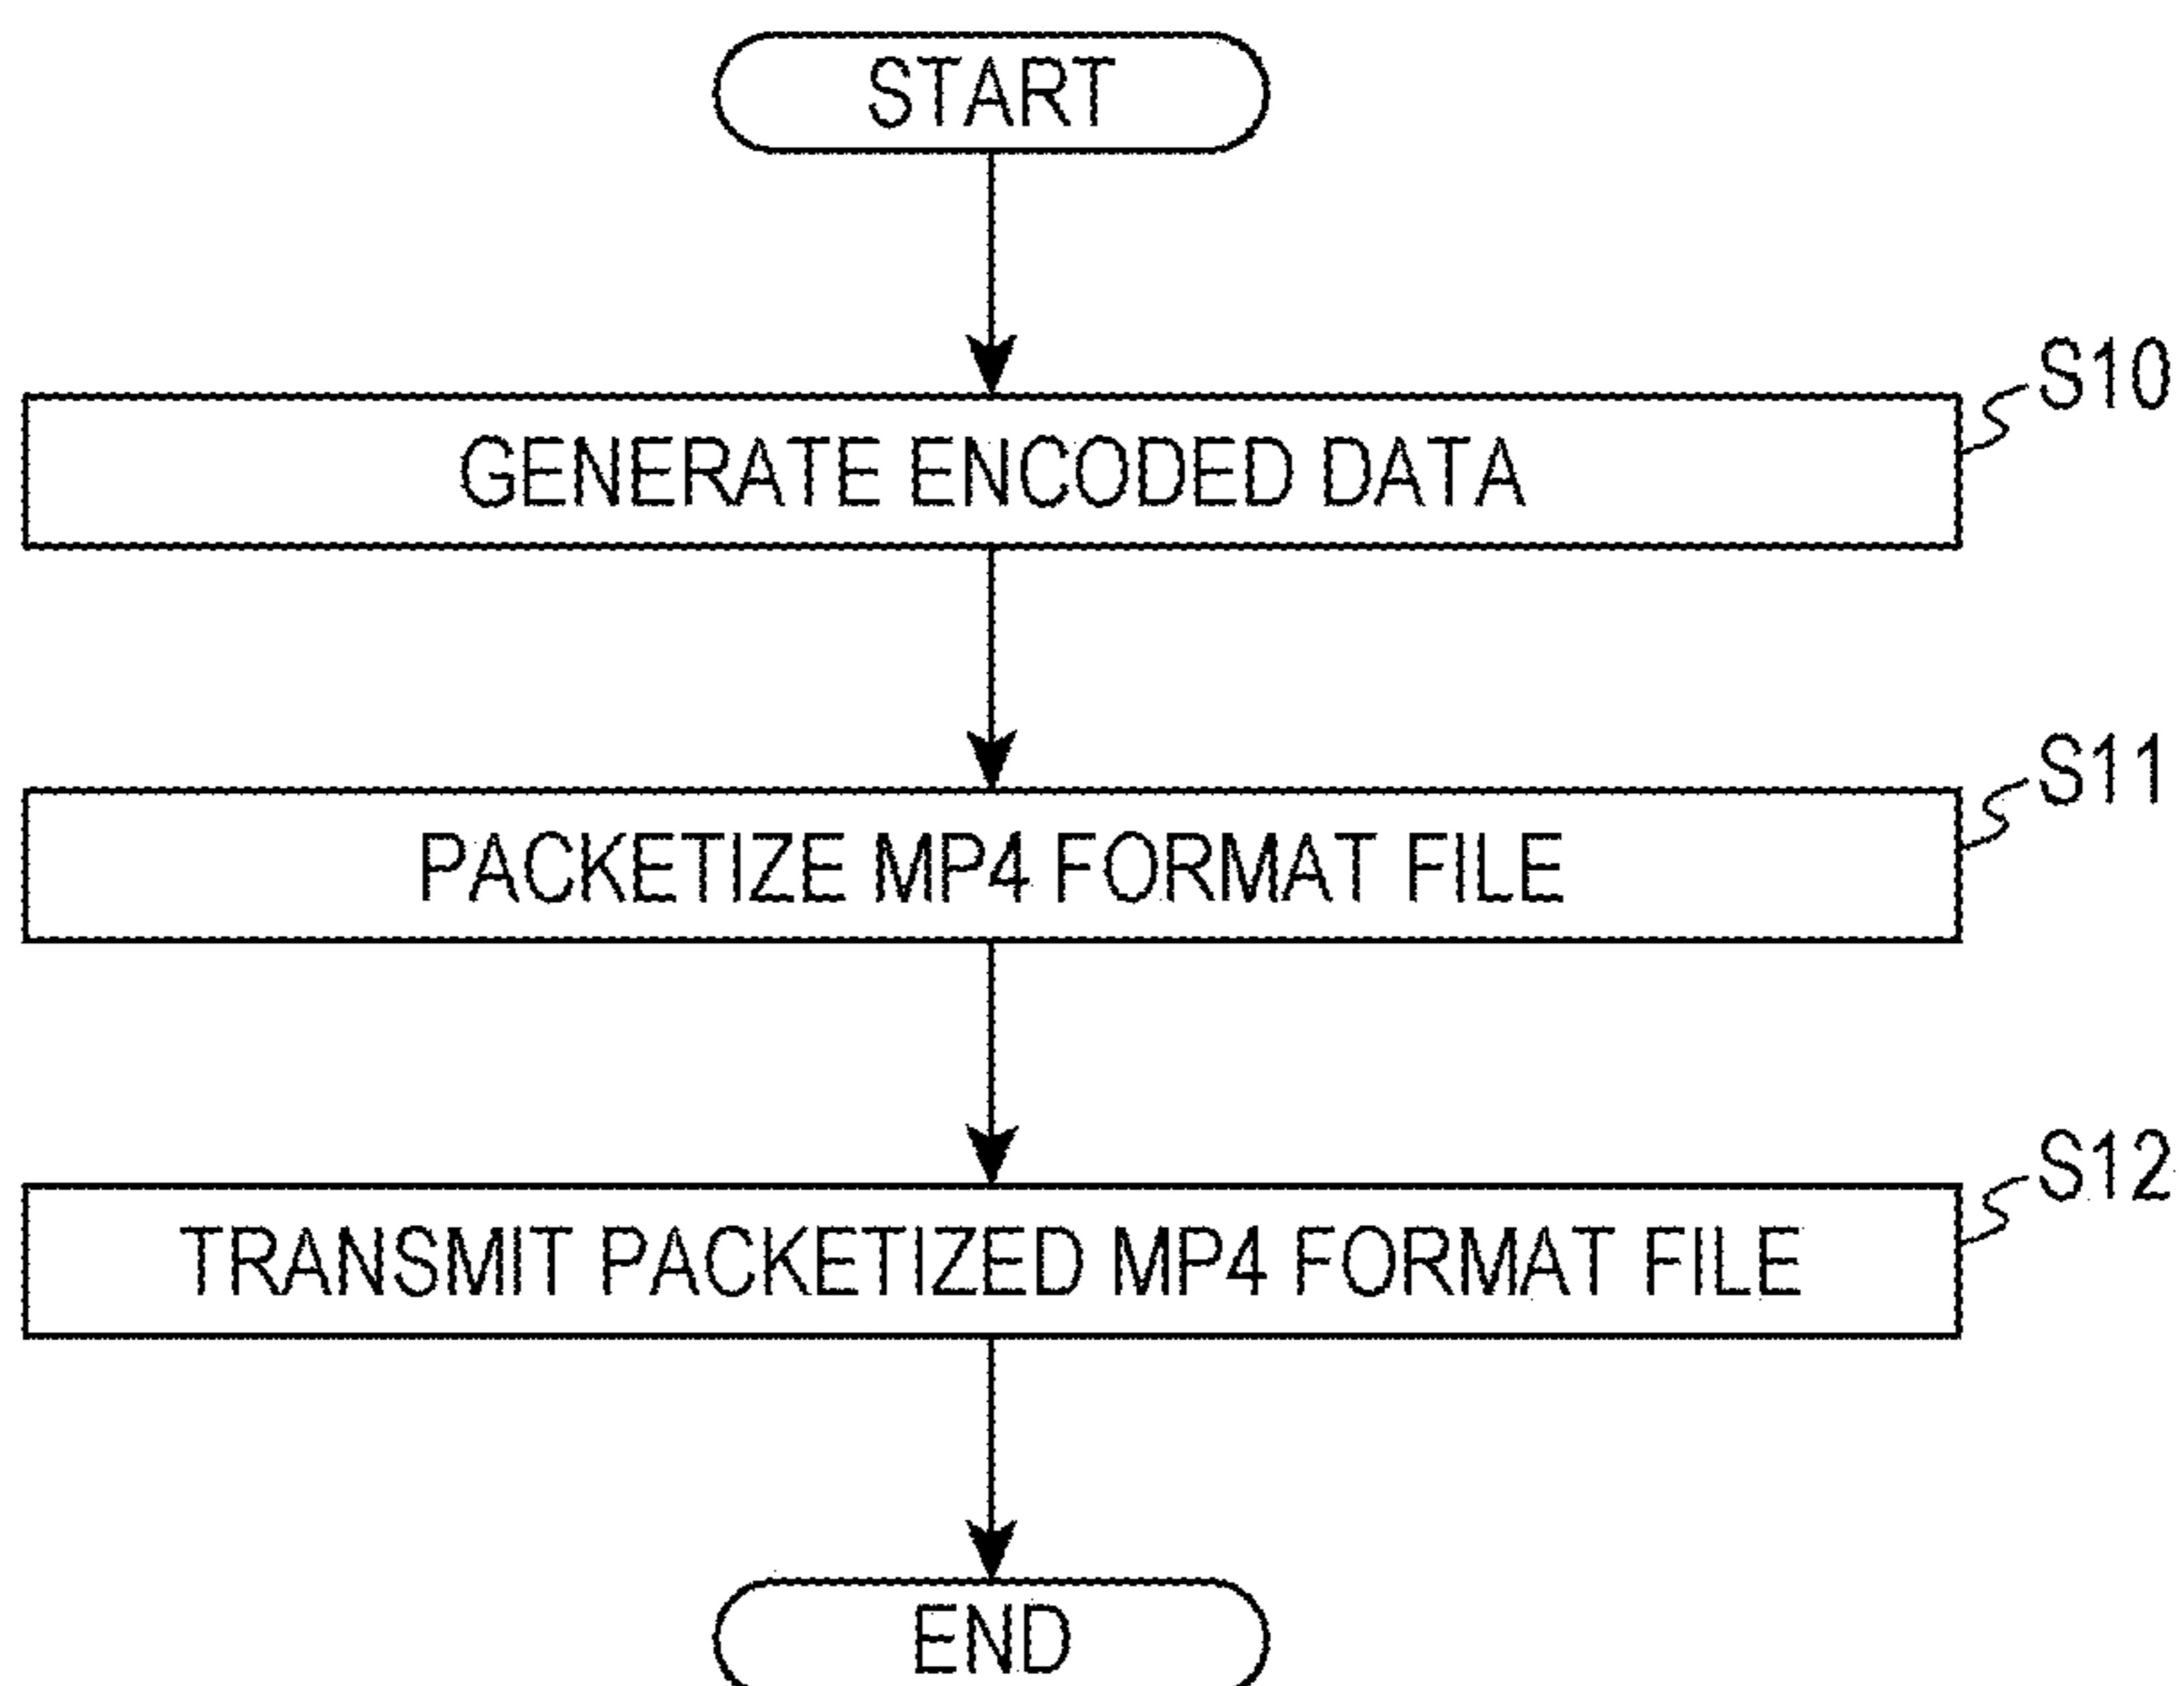 START
S10
GENERATE ENCODED DATA
S11
PACKETIZE MP4 FORMAT FILE
S12
TRANSMIT PACKETIZED MP4 FORMAT FILE
END